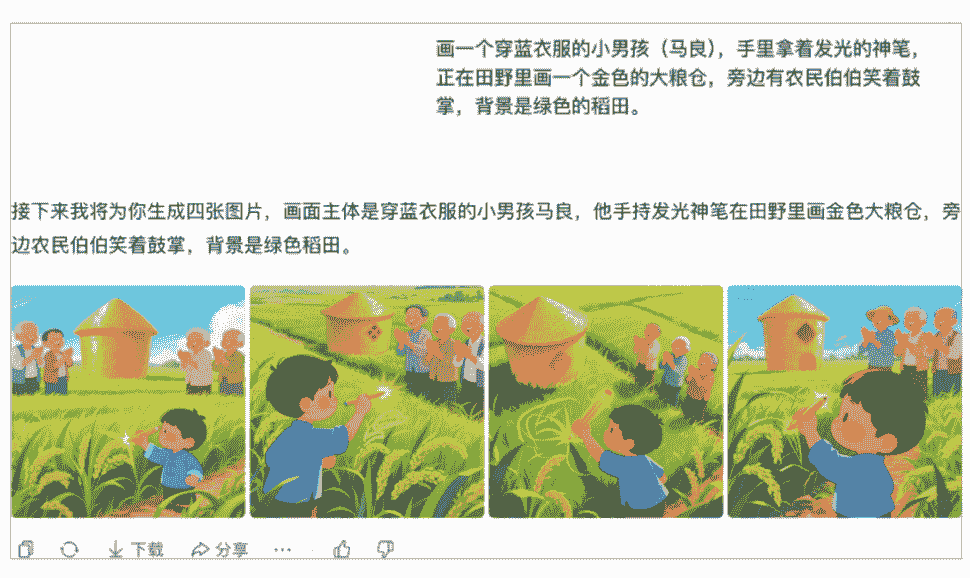 画一个穿蓝衣服的小男孩（马良），手里拿着发光的神笔，
正在田野里画一个金色的大粮仓，旁边有农民伯伯笑着鼓
掌，背景是绿色的稻田。
接下来我将为你生成四张图片，画面主体是穿蓝衣服的小男孩马良，他手持发光神笔在田野里画金色大粮仓，旁
边农民伯伯笑着鼓掌，背景是绿色稻田。
下载 分享